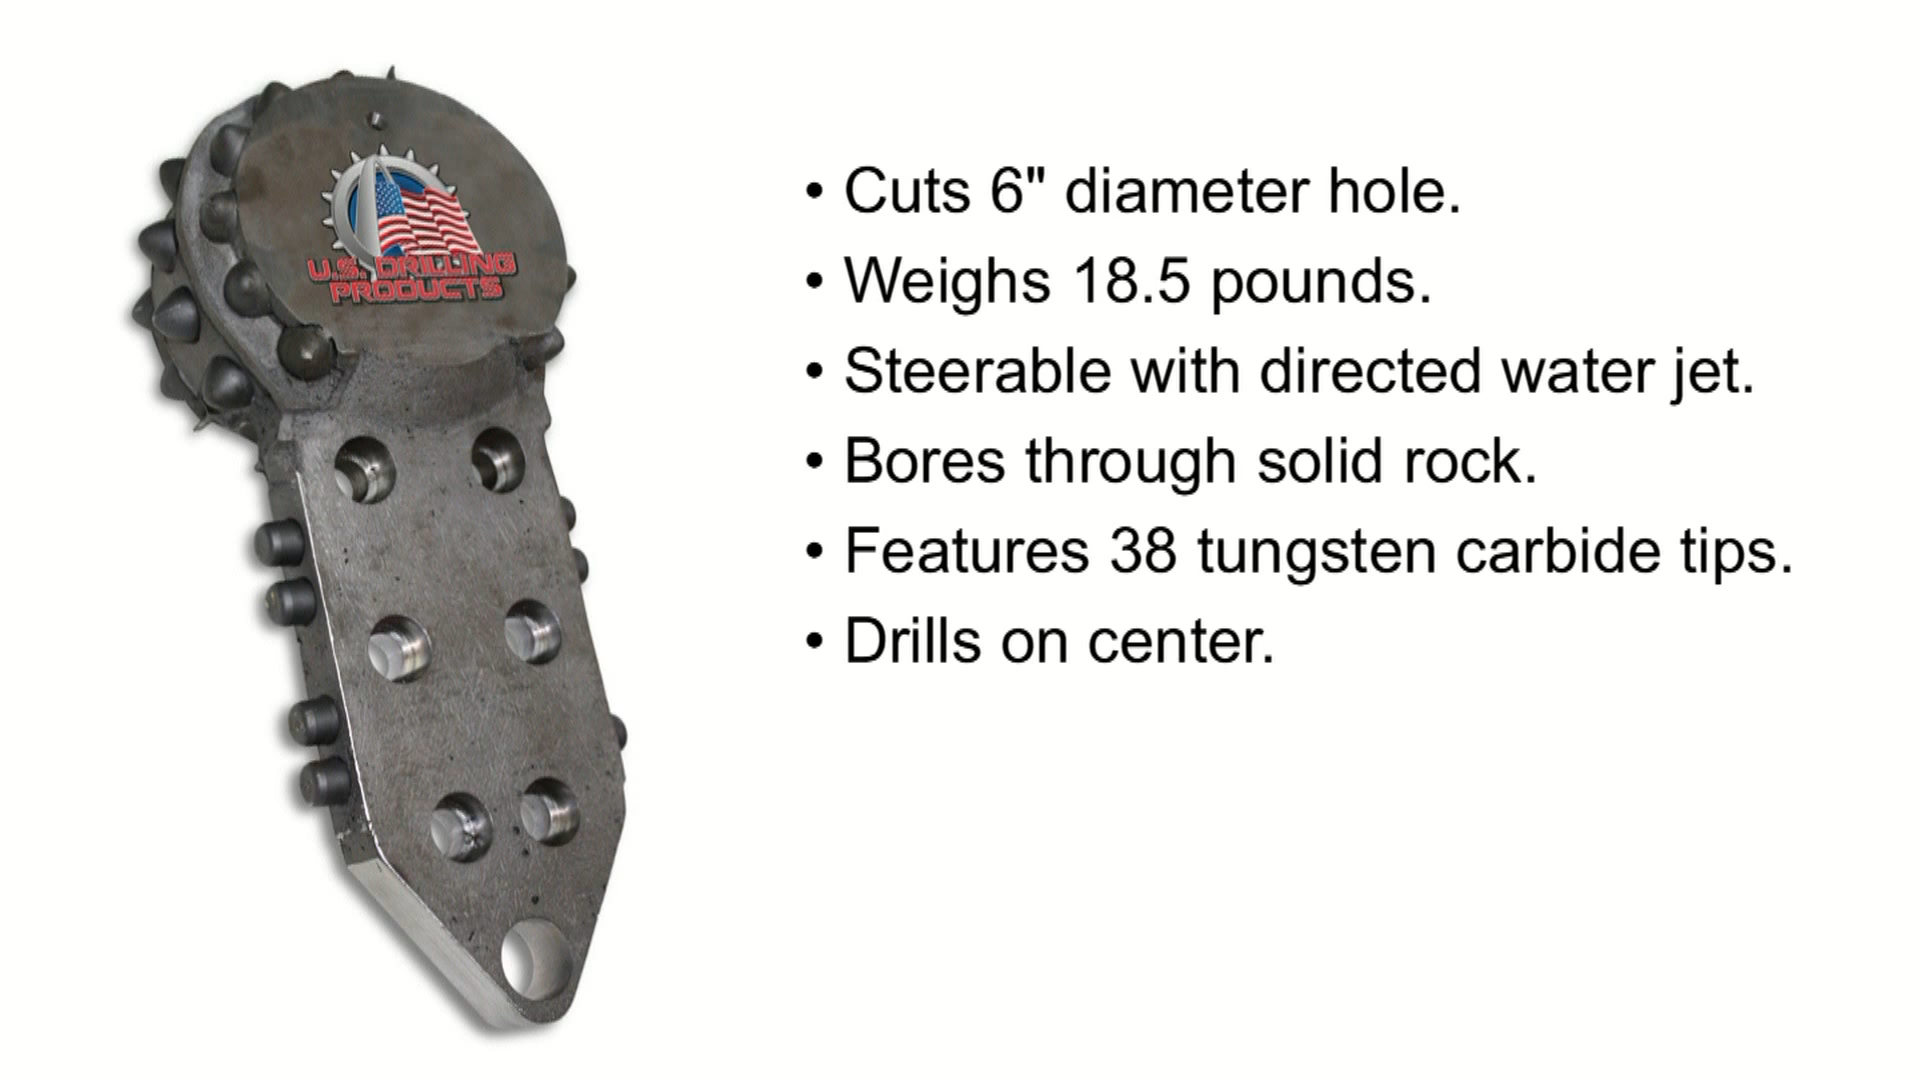 U.S. DRILLING
PRODUCTS
• Cuts 6" diameter hole.
• Weighs 18.5 pounds.
• Steerable with directed water jet.
• Bores through solid rock.
• Features 38 tungsten carbide tips.
• Drills on center.